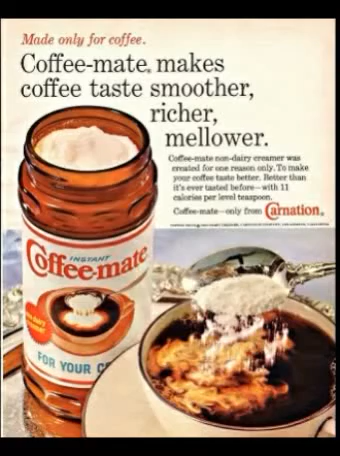 Made only for coffee.
Coffee-mate® makes
coffee taste smoother,
richer,
mellower.
Coffee-mate non-dairy creamer was
created for one reason only. To make
your coffee taste better. Better than
it's ever tasted before—with 11
calories per level teaspoon.
Coffee-mate—only from Carnation®
INSTANT
Coffee-mate
FOR YOUR